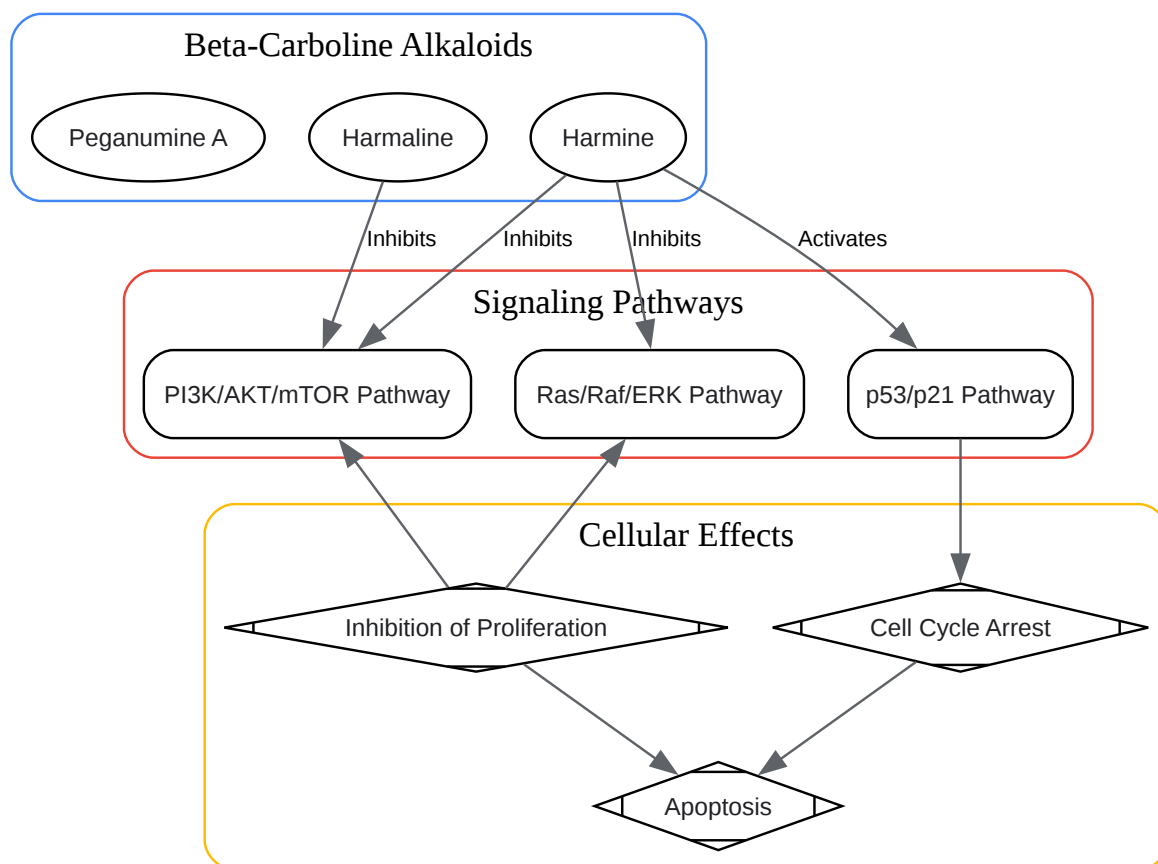 Beta-Carboline Alkaloids
Peganumine A
Harmaline
Harmine
Inhibits
Inhibits
Inhibits
Activates
Signaling Pathways
PI3K/AKT/mTOR Pathway
Ras/Raf/ERK Pathway
p53/p21 Pathway
Cellular Effects
Inhibition of Proliferation
Cell Cycle Arrest
Apoptosis